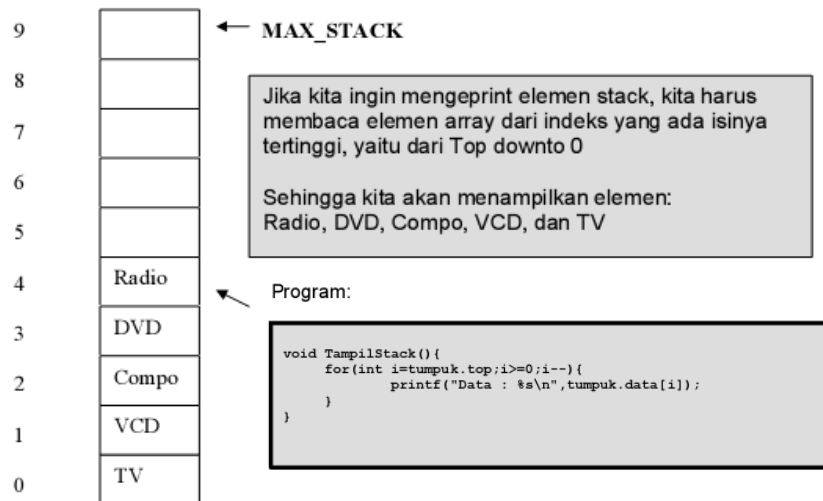 9
MAX_STACK
8
Jika kita ingin mengeprint elemen stack, kita harus
membaca elemen array dari indeks yang ada isinya
tertinggi, yaitu dari Top downto 0
7
6
Sehingga kita akan menampilkan elemen:
Radio, DVD, Compo, VCD, dan TV
5
4 Radio
Program:
3 DVD
2 Compo
1 VCD
0 TV
void TampilStack(){
for(int i=tumpuk.top;i>=0;i--){
printf("Data : %s\n",tumpuk.data[i]);
}
}